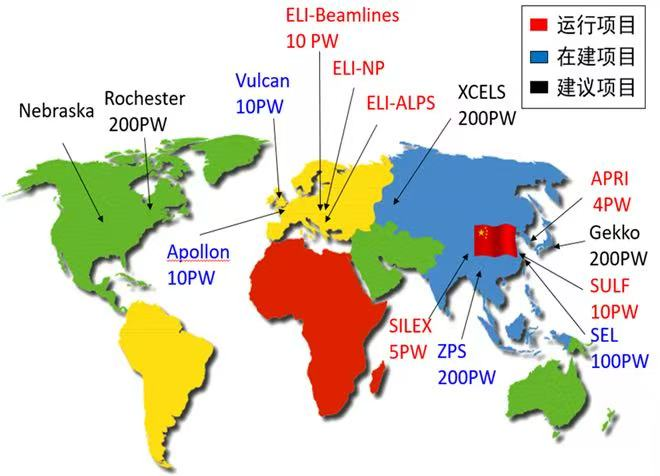 ELI-Beamlines
10 PW
运行项目
在建项目
建议项目
ELI-NP
Vulcan
10PW
ELI-ALPS
XCELS
200PW
Nebraska
Rochester
200PW
APRI
4PW
Gekko
200PW
Apollon
10PW
SULF
10PW
SILEX
5PW
ZPS
200PW
SEL
100PW